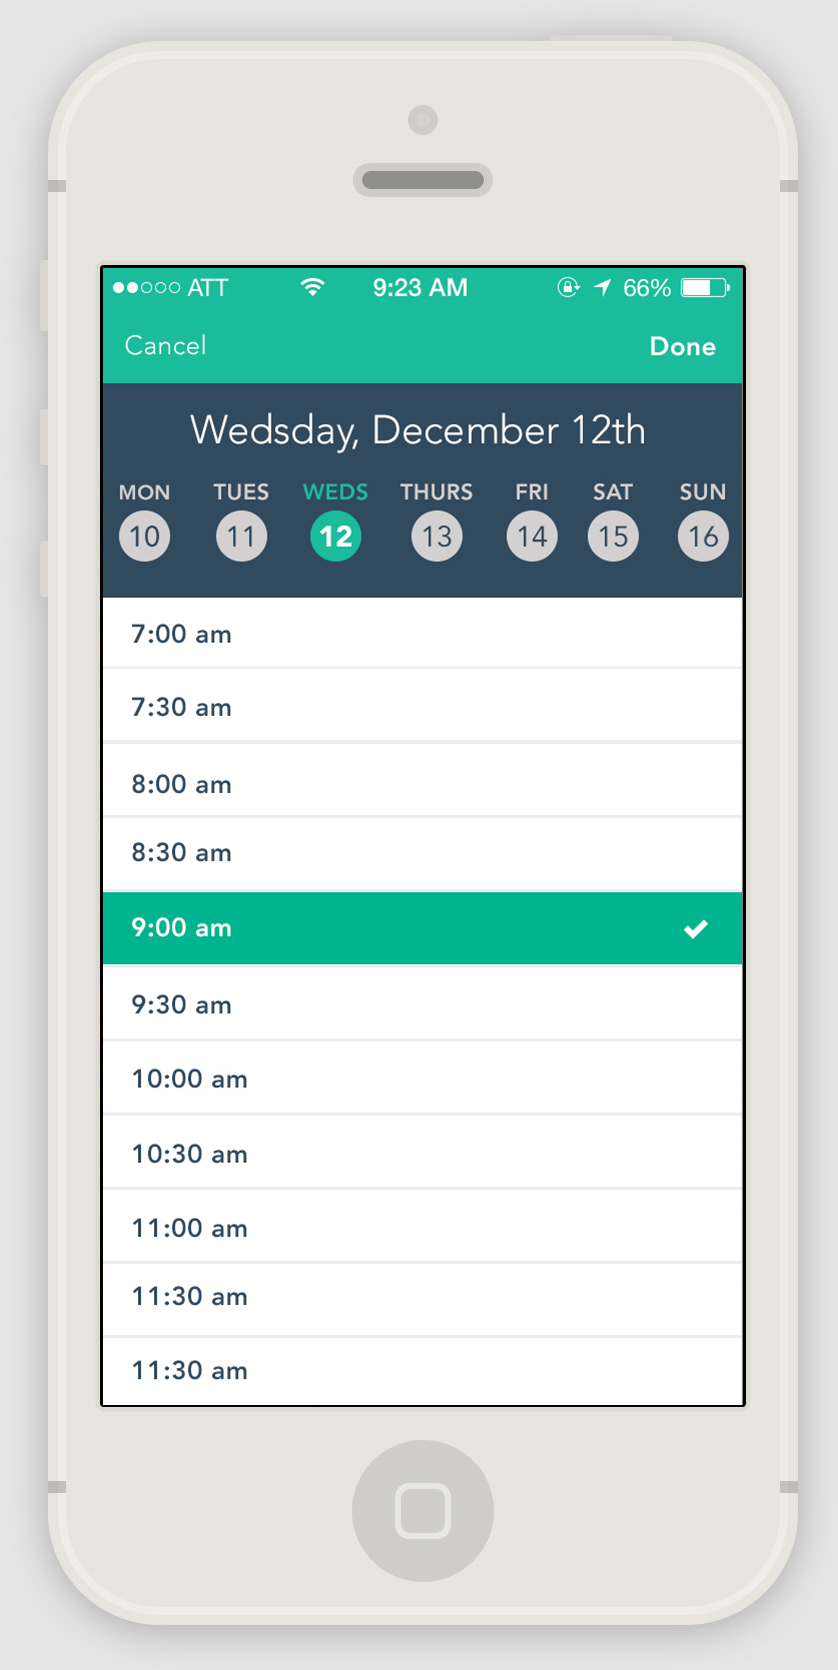 ATT 9:23 AM 66%
Cancel Done
Wedsday, December 12th
MON TUES WEDS THURS FRI SAT SUN
10 11 12 13 14 15 16
7:00 am
7:30 am
8:00 am
8:30 am
9:00 am
9:30 am
10:00 am
10:30 am
11:00 am
11:30 am
11:30 am